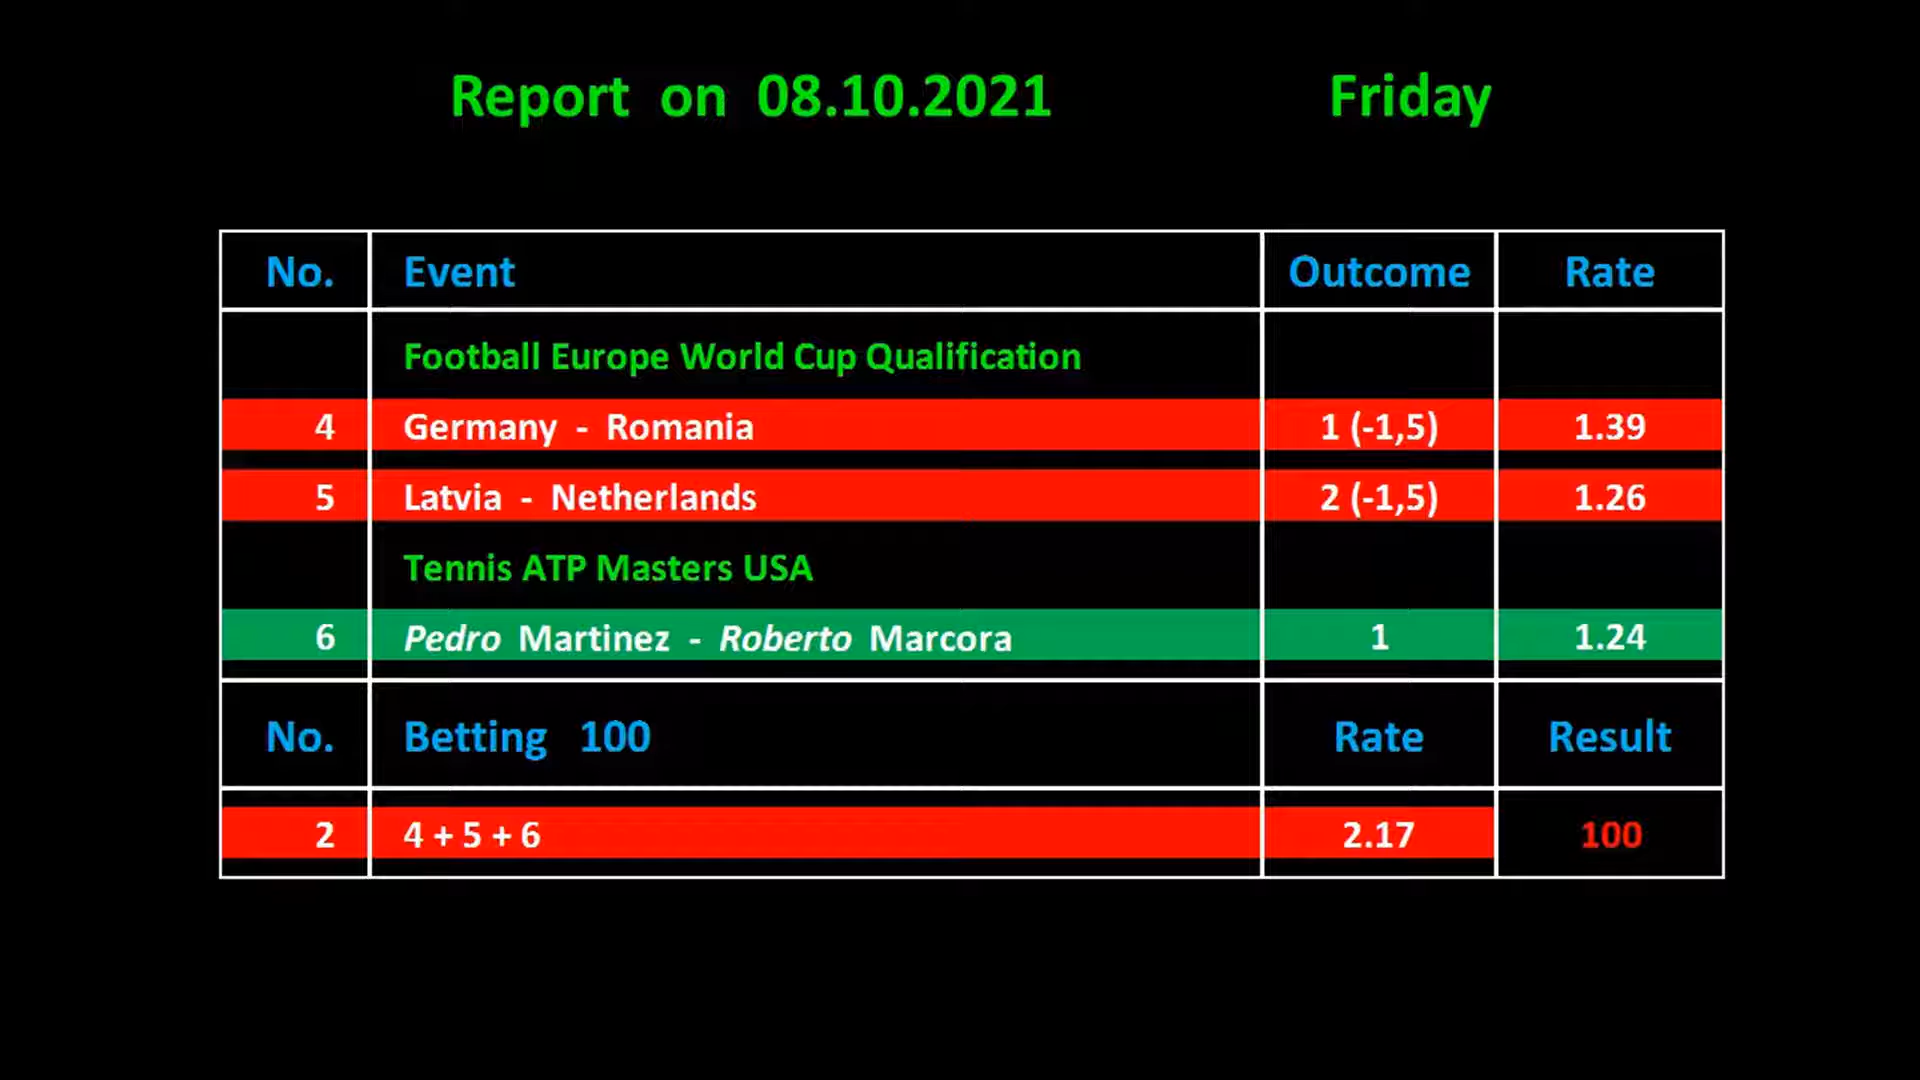 Report on 08.10.2021 Friday
No. Event Outcome Rate
Football Europe World Cup Qualification
4 Germany - Romania 1 (-1,5) 1.39
5 Latvia - Netherlands 2 (-1,5) 1.26
Tennis ATP Masters USA
6 Pedro Martinez - Roberto Marcora 1 1.24
No. Betting 100 Rate Result
2 4 + 5 + 6 2.17 100